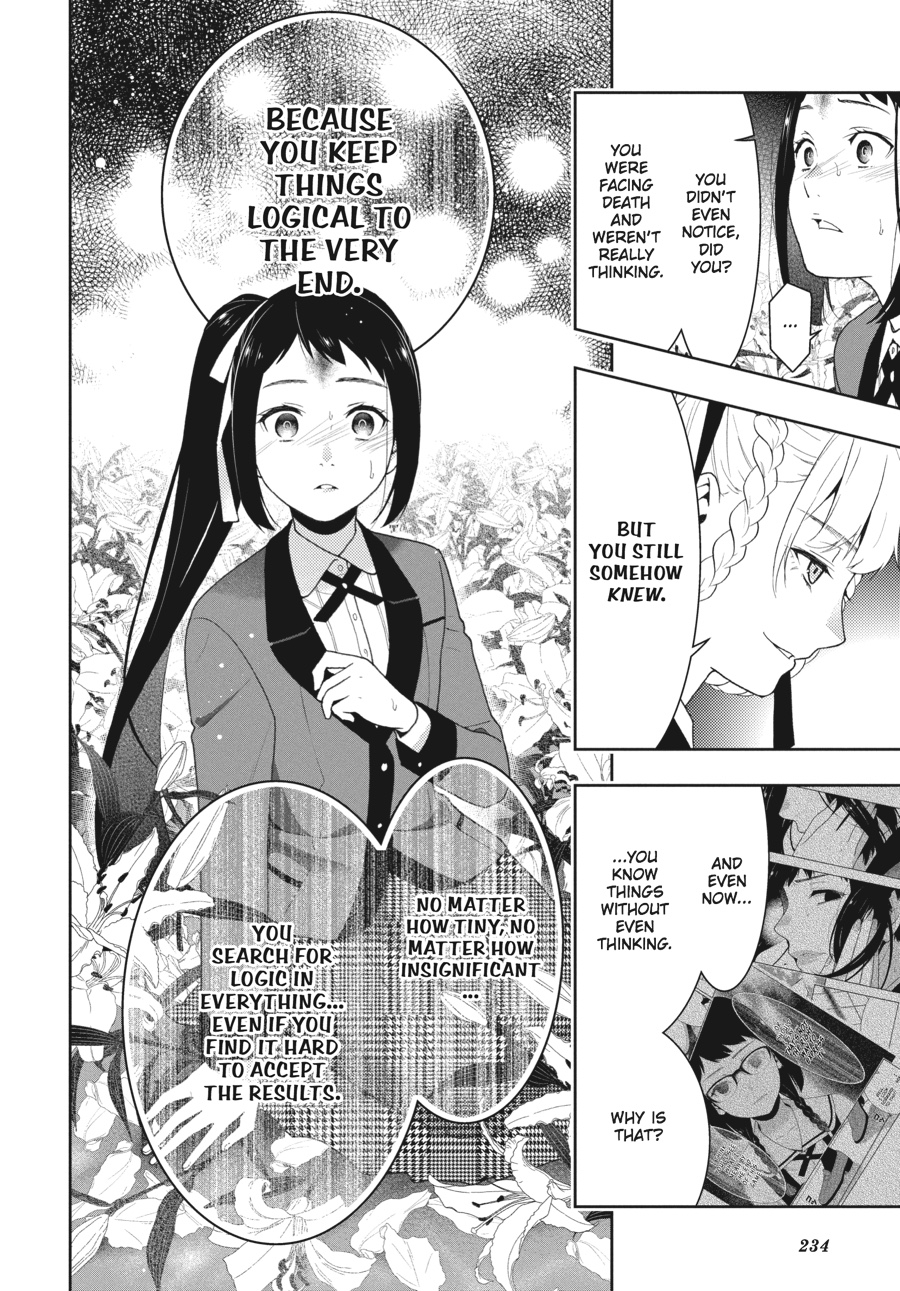 YOU
DIDN'T
EVEN
NOTICE,
DID
YOU?
YOU
WERE
FACING
DEATH
AND
WEREN'T
REALLY
THINKING.
...
BUT
YOU STILL
SOMEHOW
KNEW.
AND
EVEN
NOW...
...YOU
KNOW
THINGS
WITHOUT
EVEN
THINKING.
WHY IS
THAT?
BECAUSE
YOU KEEP
THINGS
LOGICAL TO
THE VERY
END.
NO MATTER
HOW TINY, NO
MATTER HOW
INSIGNIFICANT
...
YOU
SEARCH FOR
LOGIC IN
EVERYTHING...
EVEN IF YOU
FIND IT HARD
TO ACCEPT
THE RESULTS.
234